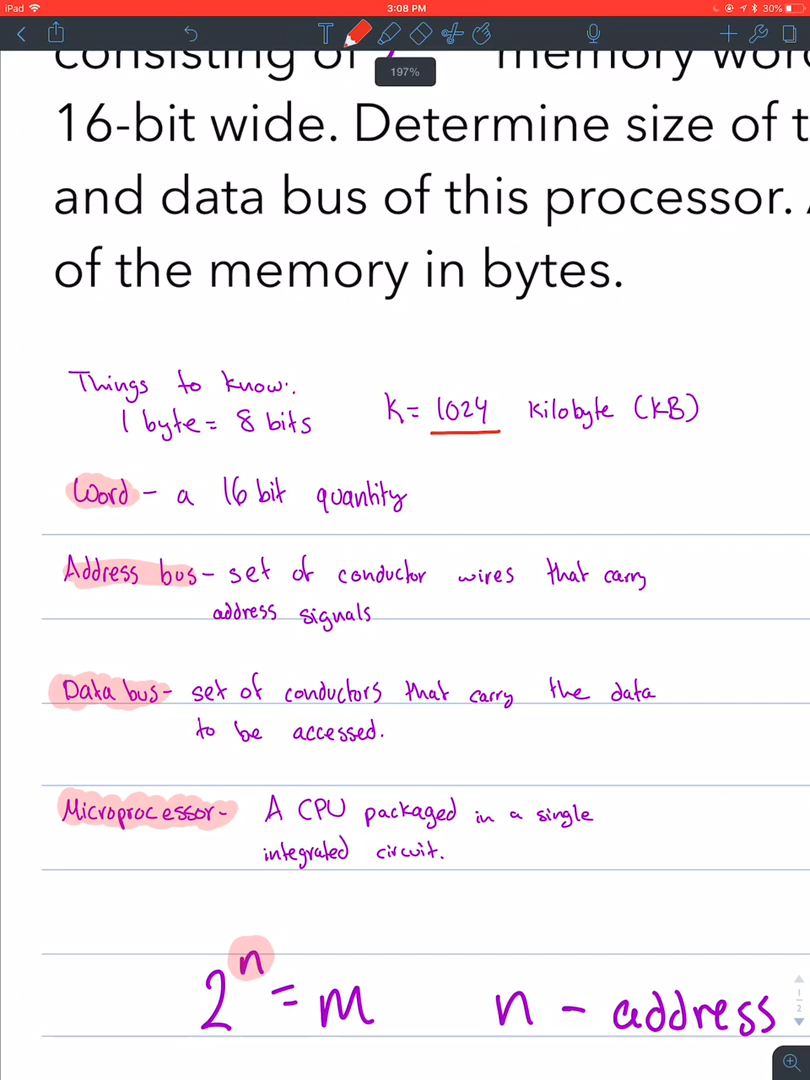 iPad 3:08 PM 30%
T
consisting of memory wor
197%
16-bit wide. Determine size of t
and data bus of this processor.
of the memory in bytes.
Things to know:
1 byte = 8 bits K = 1024 Kilobyte (KB)
Word - a 16 bit quantity
Address bus - set of conductor wires that carry
address signals
Data bus - set of conductors that carry the data
to be accessed.
Microprocessor - A CPU packaged in a single
integrated circuit.
2^n = m n - address
1
2